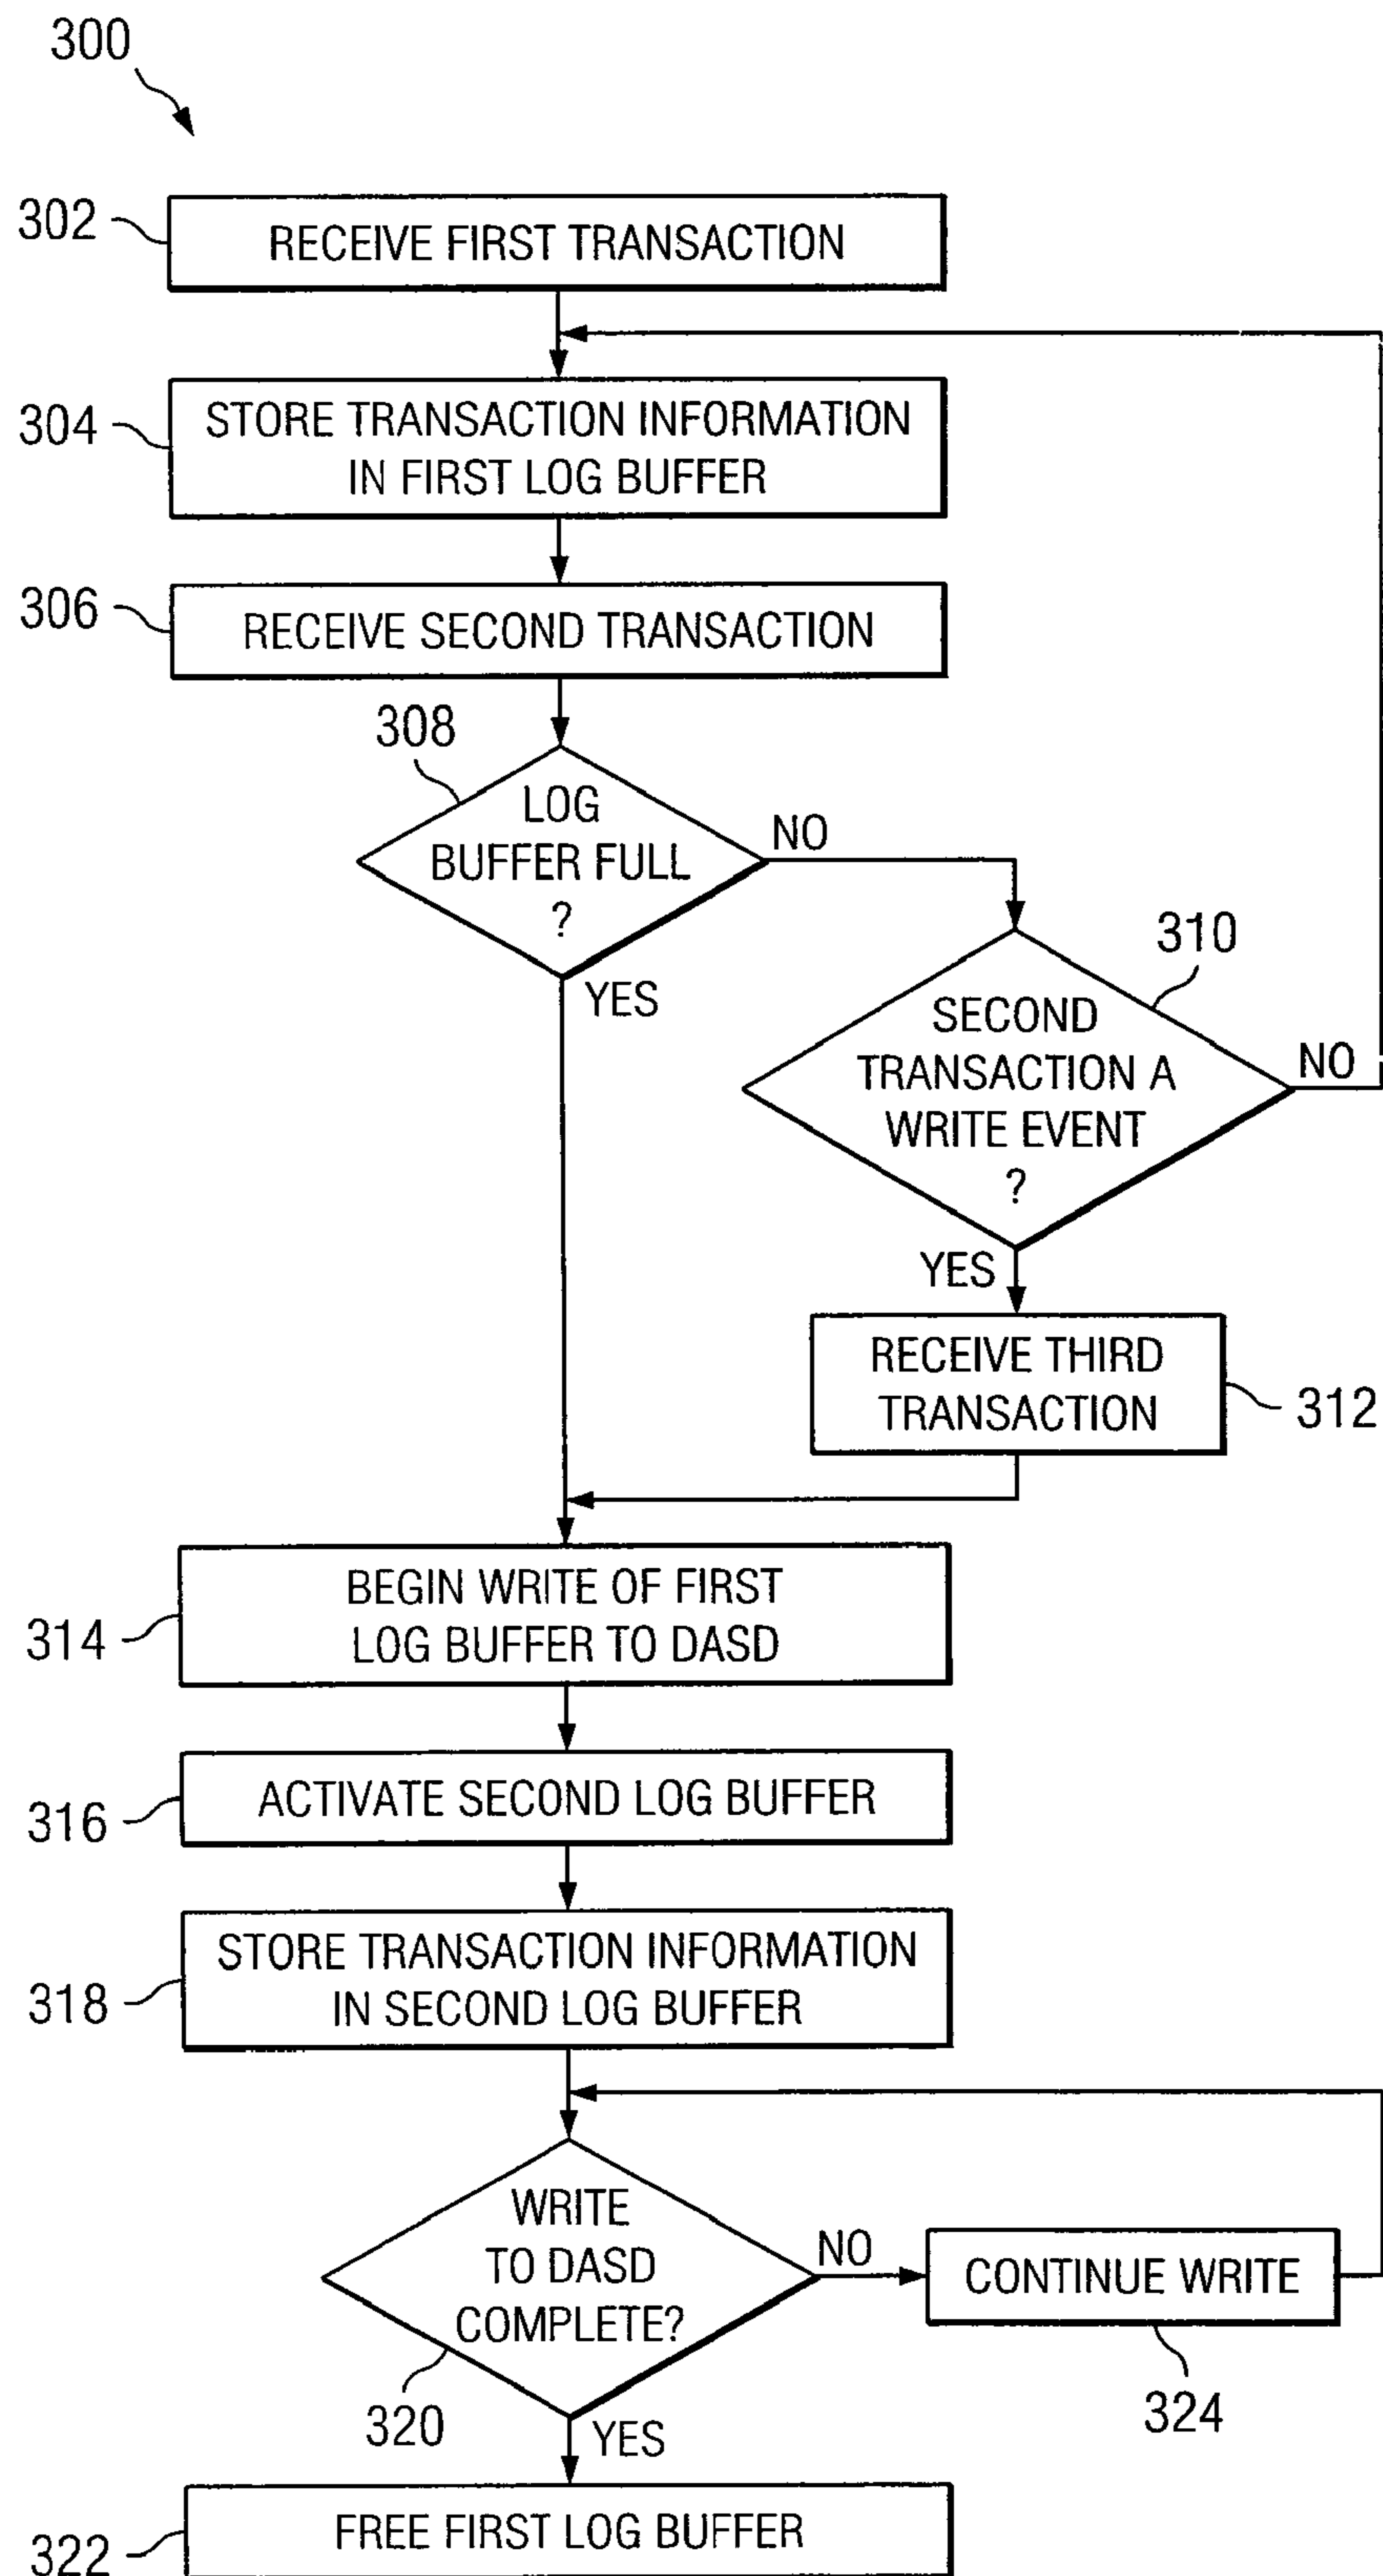 300
302
RECEIVE FIRST TRANSACTION
304
STORE TRANSACTION INFORMATION
IN FIRST LOG BUFFER
306
RECEIVE SECOND TRANSACTION
308
LOG
BUFFER FULL
?
NO
YES
310
SECOND
TRANSACTION A
WRITE EVENT
?
NO
YES
RECEIVE THIRD
TRANSACTION
312
314
BEGIN WRITE OF FIRST
LOG BUFFER TO DASD
316
ACTIVATE SECOND LOG BUFFER
318
STORE TRANSACTION INFORMATION
IN SECOND LOG BUFFER
WRITE
TO DASD
COMPLETE?
NO
CONTINUE WRITE
320
YES
324
322
FREE FIRST LOG BUFFER